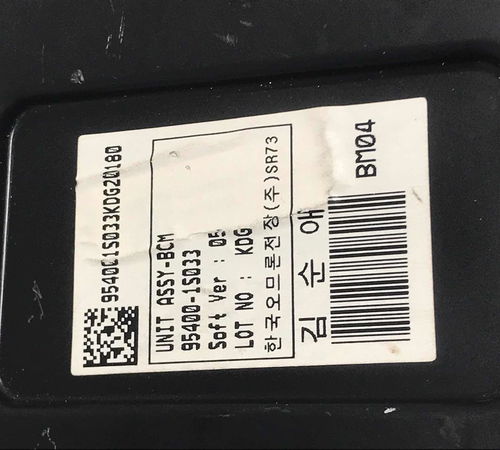 954001S033KDG20180
UNIT ASSY-BCM
95400-1S033
Soft Ver : 05
LOT NO : KDG
한국오므론전장(주)SR73
김순애
BM04